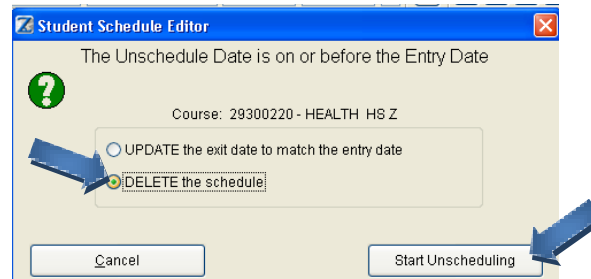 Student Schedule Editor
The Unschedule Date is on or before the Entry Date
Course: 29300220 - HEALTH HS Z
UPDATE the exit date to match the entry date
DELETE the schedule
Cancel
Start Unscheduling